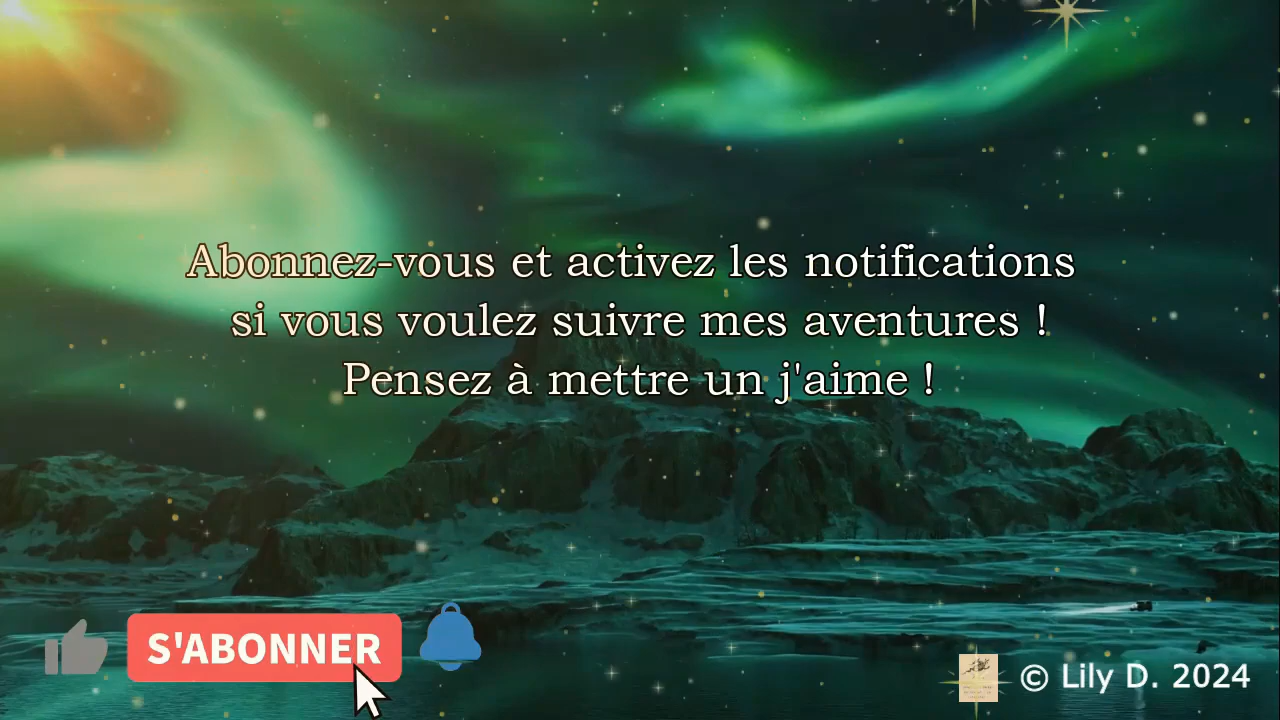 Abonnez-vous et activez les notifications
si vous voulez suivre mes aventures !
Pensez à mettre un j'aime !
S'ABONNER
© Lily D. 2024